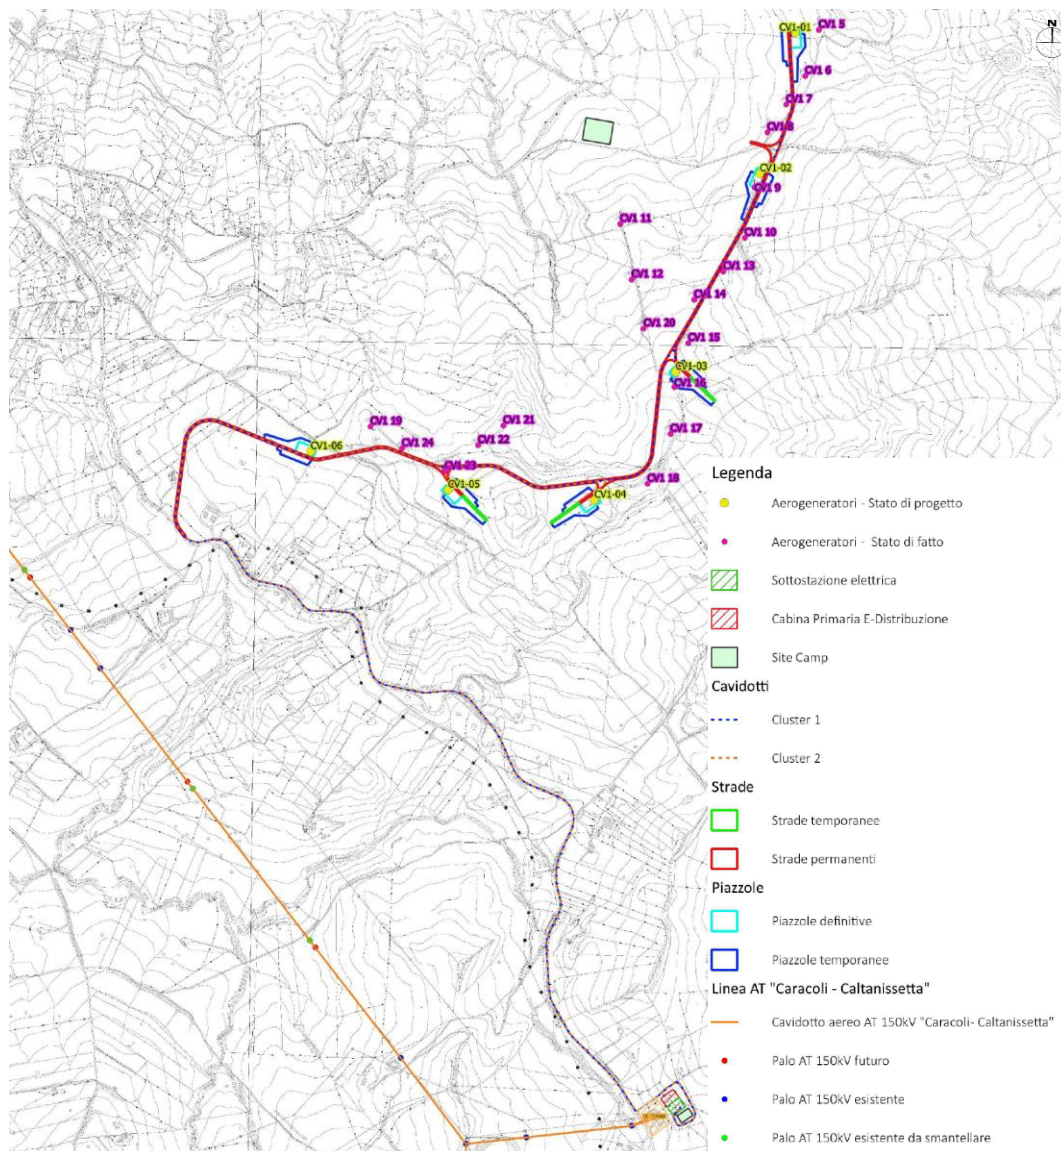 N
CV1-01
CV1 5
CV1 6
CV1 7
CV1 8
CV1-02
CV1 9
CV1 11
CV1 10
CV1 12
CV1 13
CV1 14
CV1 20
CV1 15
CV1-03
CV1 16
CV1 19
CV1 21
CV1 17
CV1-06
CV1 24
CV1 22
CV1 23
CV1-05
CV1 18
CV1-04
Legenda
Aerogeneratori - Stato di progetto
Aerogeneratori - Stato di fatto
Sottostazione elettrica
Cabina Primaria E-Distribuzione
Site Camp
Cavidotti
Cluster 1
Cluster 2
Strade
Strade temporanee
Strade permanenti
Piazzole
Piazzole definitive
Piazzole temporanee
Linea AT "Caracoli - Caltanissetta"
Cavidotto aereo AT 150kV "Caracoli- Caltanissetta"
Palo AT 150kV futuro
Palo AT 150kV esistente
Palo AT 150kV esistente da smantellare